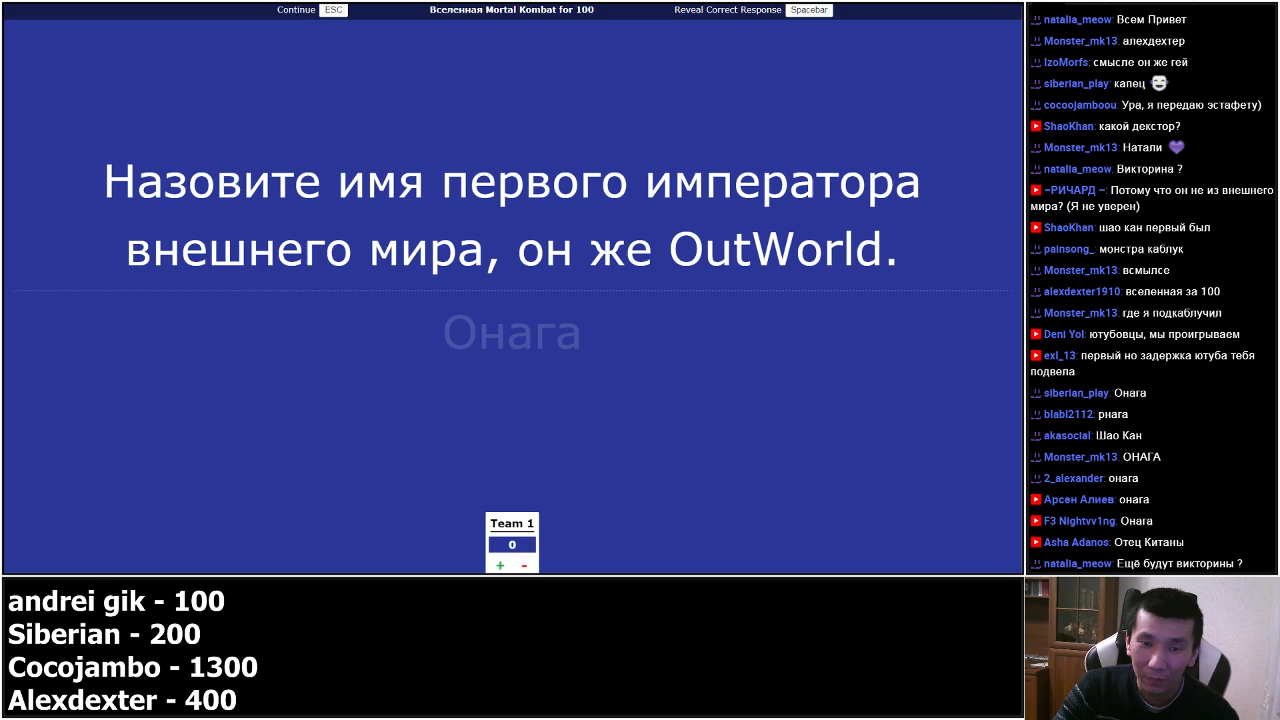 Continue ESC
Вселенная Mortal Kombat for 100
Reveal Correct Response Spacebar
Назовите имя первого императора
внешнего мира, он же OutWorld.
Онага
Team 1
0
+ -
natalia_meow: Всем Привет
Monster_mk13: алехдехтер
IzoMorfs: смысле он же гей
siberian_play: капец
cocoojamboou: Ура, я передаю эстафету)
ShaoKhan: какой декстор?
Monster_mk13: Натали
natalia_meow: Викторина ?
–РИЧАРД –: Потому что он не из внешнего
мира? (Я не уверен)
ShaoKhan: шао кан первый был
painsong_: монстра каблук
Monster_mk13: всмылсе
alexdexter1910: вселенная за 100
Monster_mk13: где я подкаблучил
Deni Yol: ютубовцы, мы проигрываем
exl_13: первый но задержка ютуба тебя
подвела
siberian_play: Онага
blabl2112: рнага
akasocial: Шао Кан
Monster_mk13: ОНАГА
2_alexander: онага
Арсен Алиев: онага
F3 Nightvv1ng: Онага
Asha Adanos: Отец Китаны
natalia_meow: Ещё будут викторины ?
andrei gik - 100
Siberian - 200
Cocojambo - 1300
Alexdexter - 400